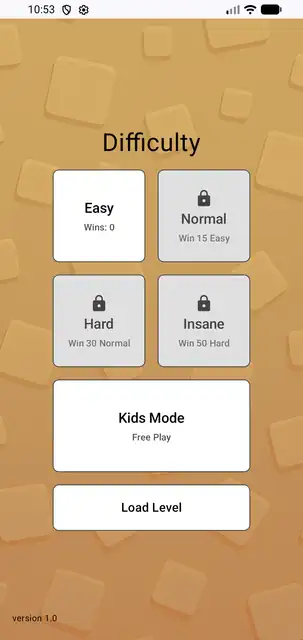 10:53
Difficulty
Easy
Wins: 0
Normal
Win 15 Easy
Hard
Win 30 Normal
Insane
Win 50 Hard
Kids Mode
Free Play
Load Level
version 1.0